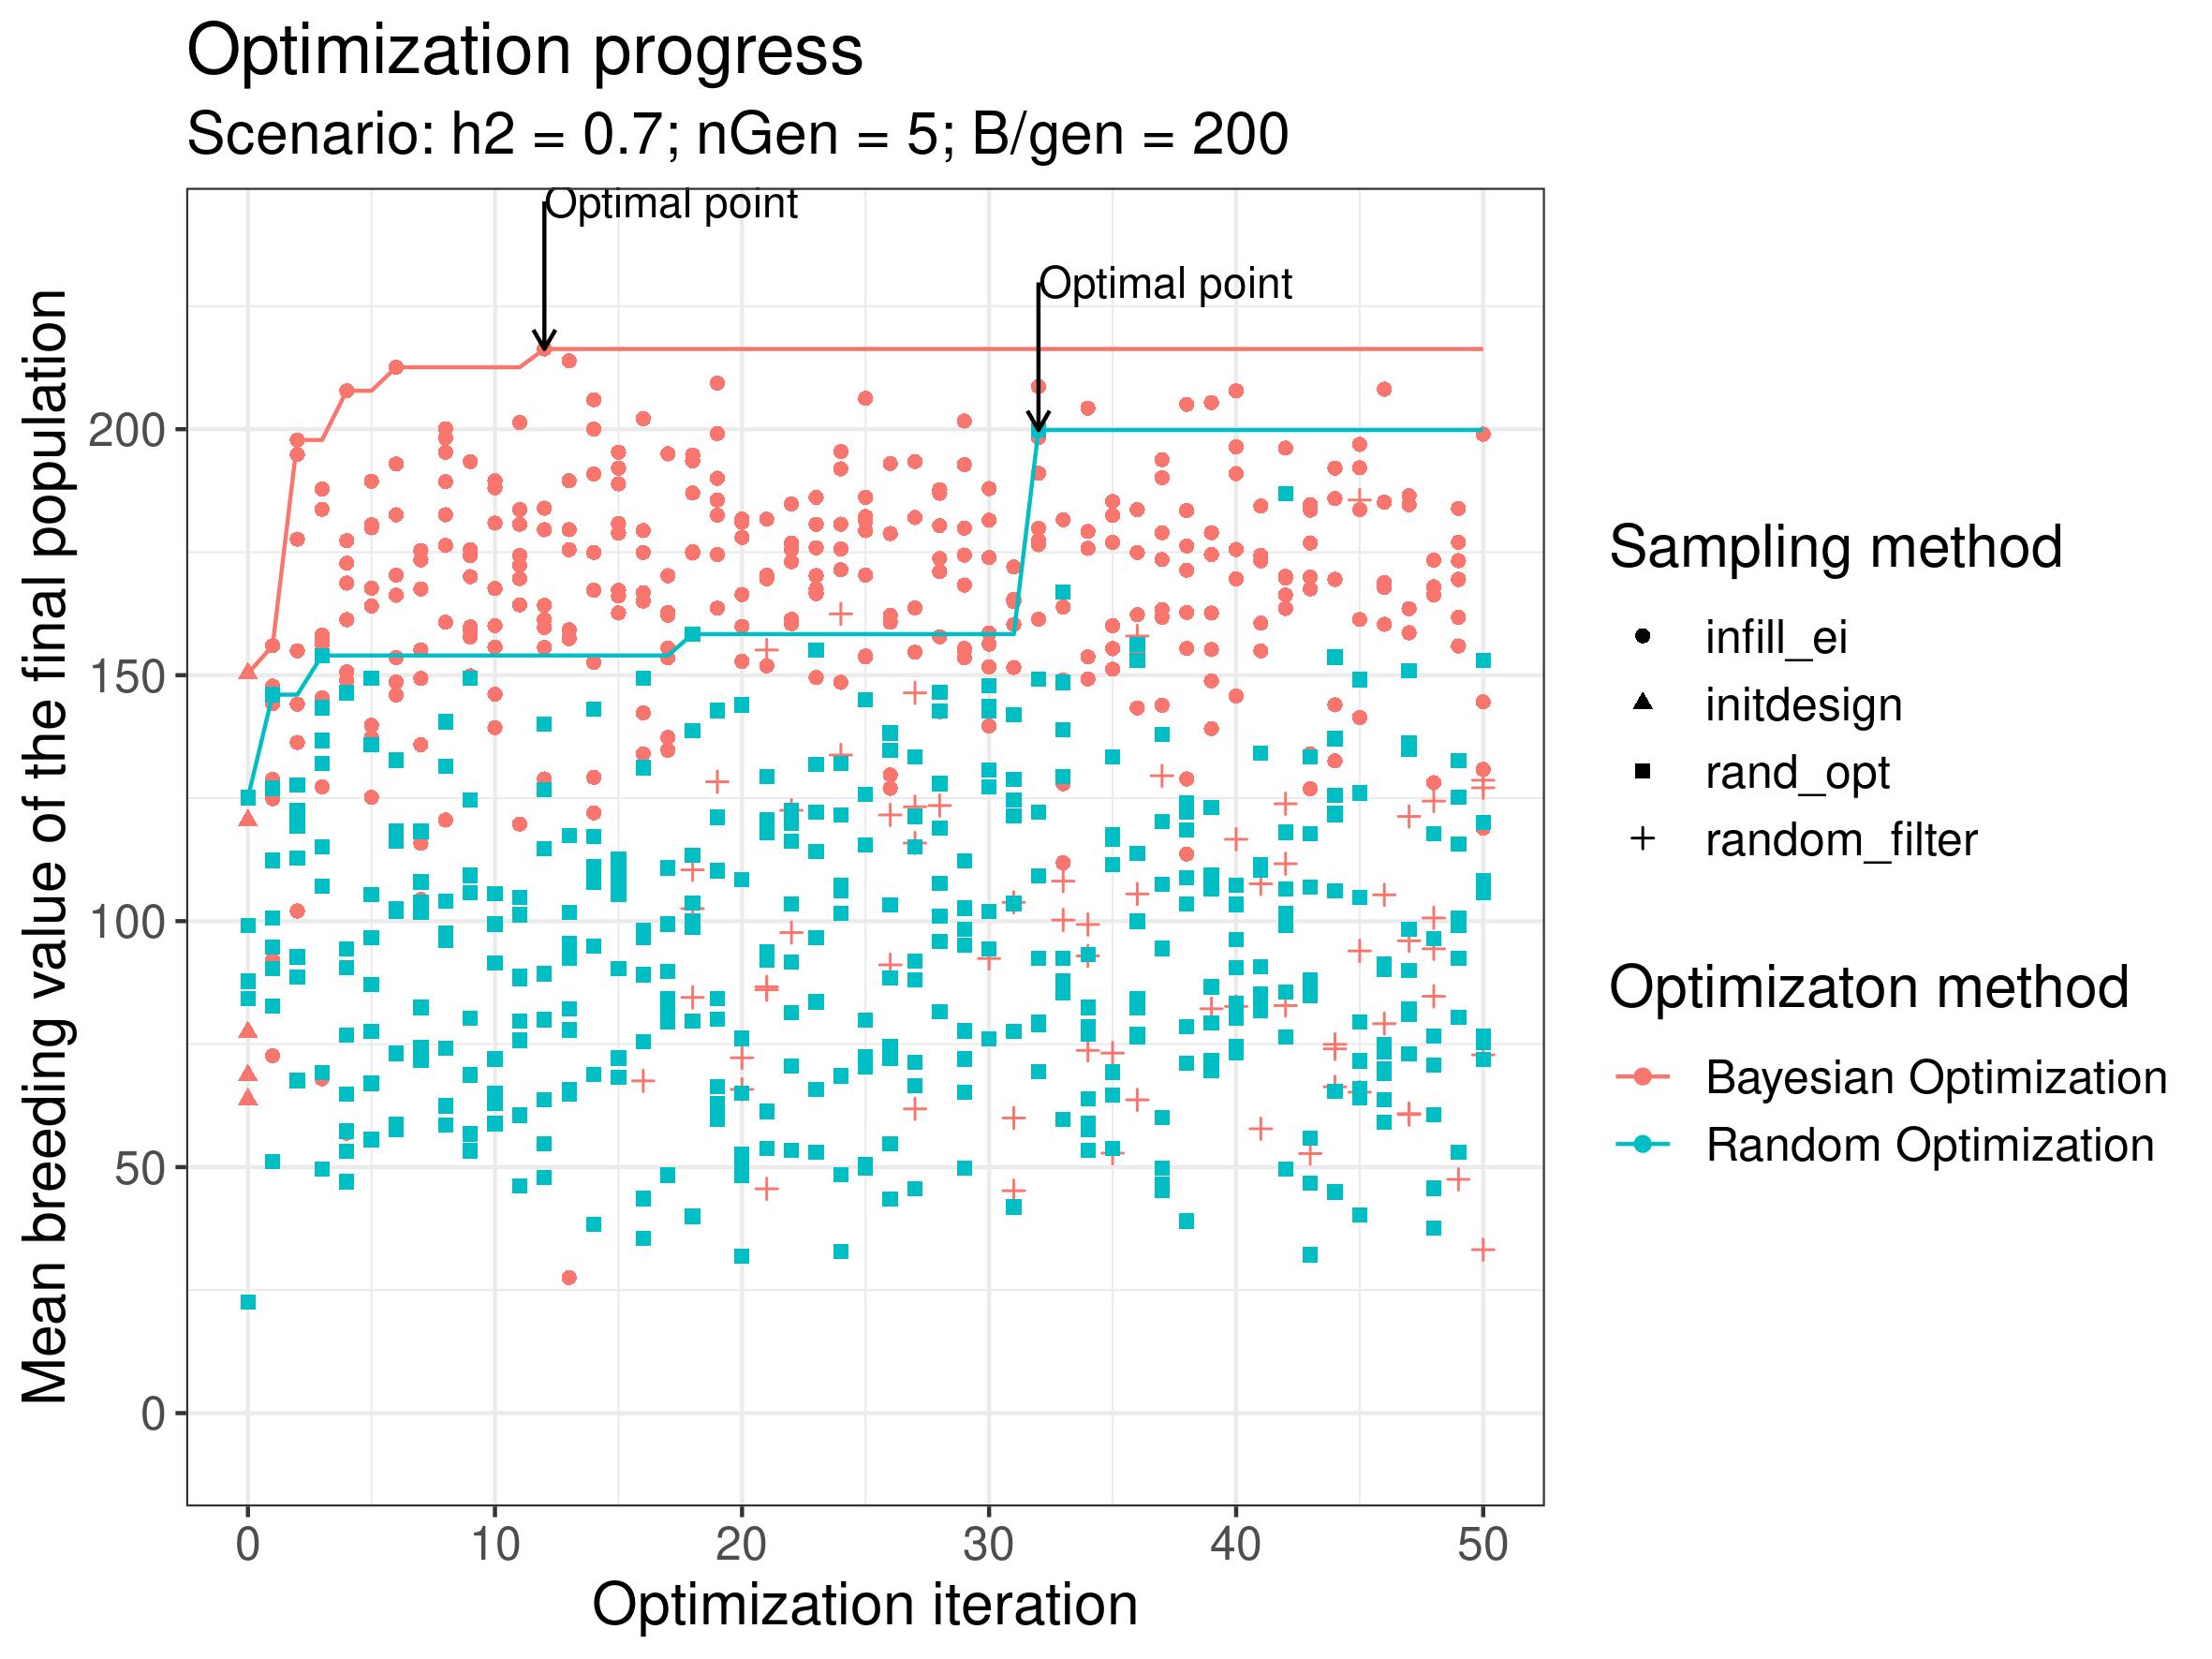 Optimization progress
Scenario: h2 = 0.7; nGen = 5; B/gen = 200
Mean breeding value of the final population
200
150
100
50
0
Optimal point
Optimal point
0 10 20 30 40 50
Optimization iteration
Sampling method
infill_ei
initdesign
rand_opt
random_filter
Optimizaton method
Bayesian Optimization
Random Optimization